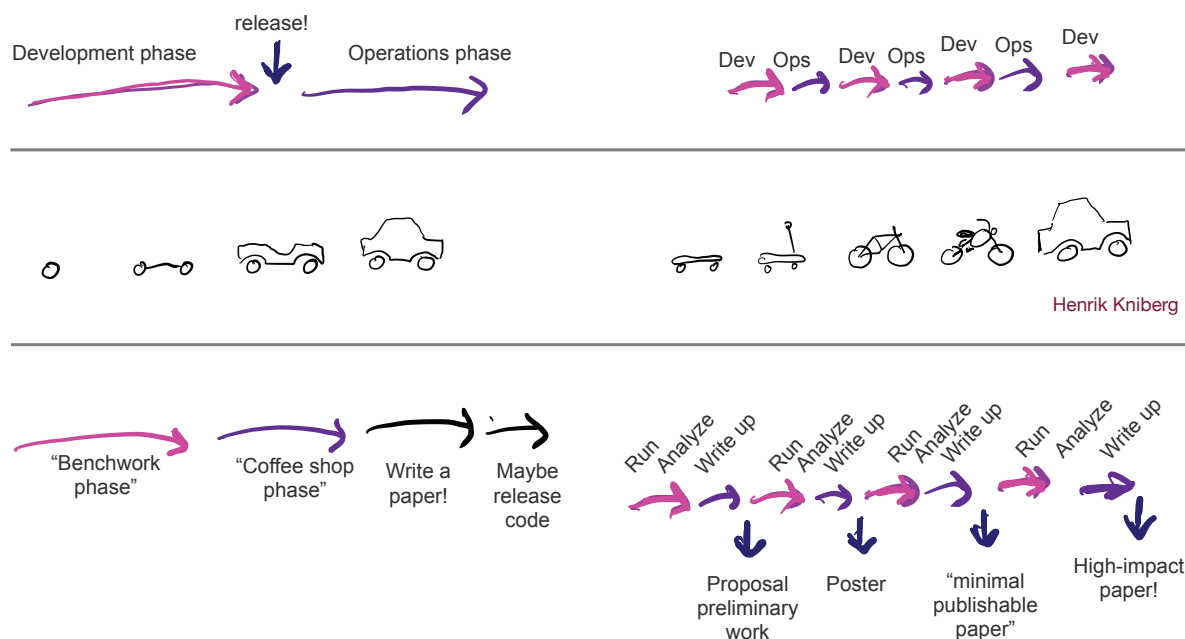 release!
Development phase
Operations phase
Dev
Ops
Dev
Ops
Dev
Ops
Dev
Henrik Kniberg
“Benchwork
phase”
“Coffee shop
phase”
Write a
paper!
Maybe
release
code
Run
Analyze
Write up
Run
Analyze
Write up
Run
Analyze
Write up
Run
Analyze
Write up
Proposal
preliminary
work
Poster
“minimal
publishable
paper”
High-impact
paper!